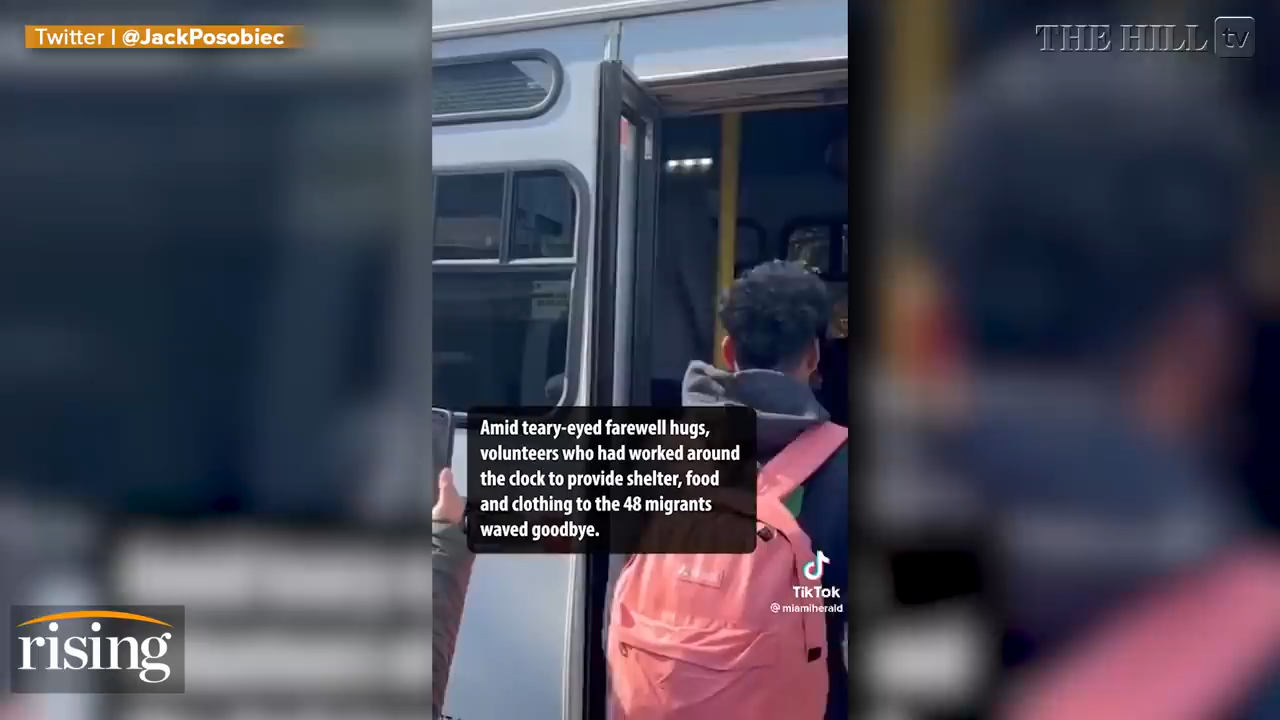 Twitter | @JackPosobiec
THE HILL tv
Amid teary-eyed farewell hugs,
volunteers who had worked around
the clock to provide shelter, food
and clothing to the 48 migrants
waved goodbye.
TikTok
@miamiherald
rising